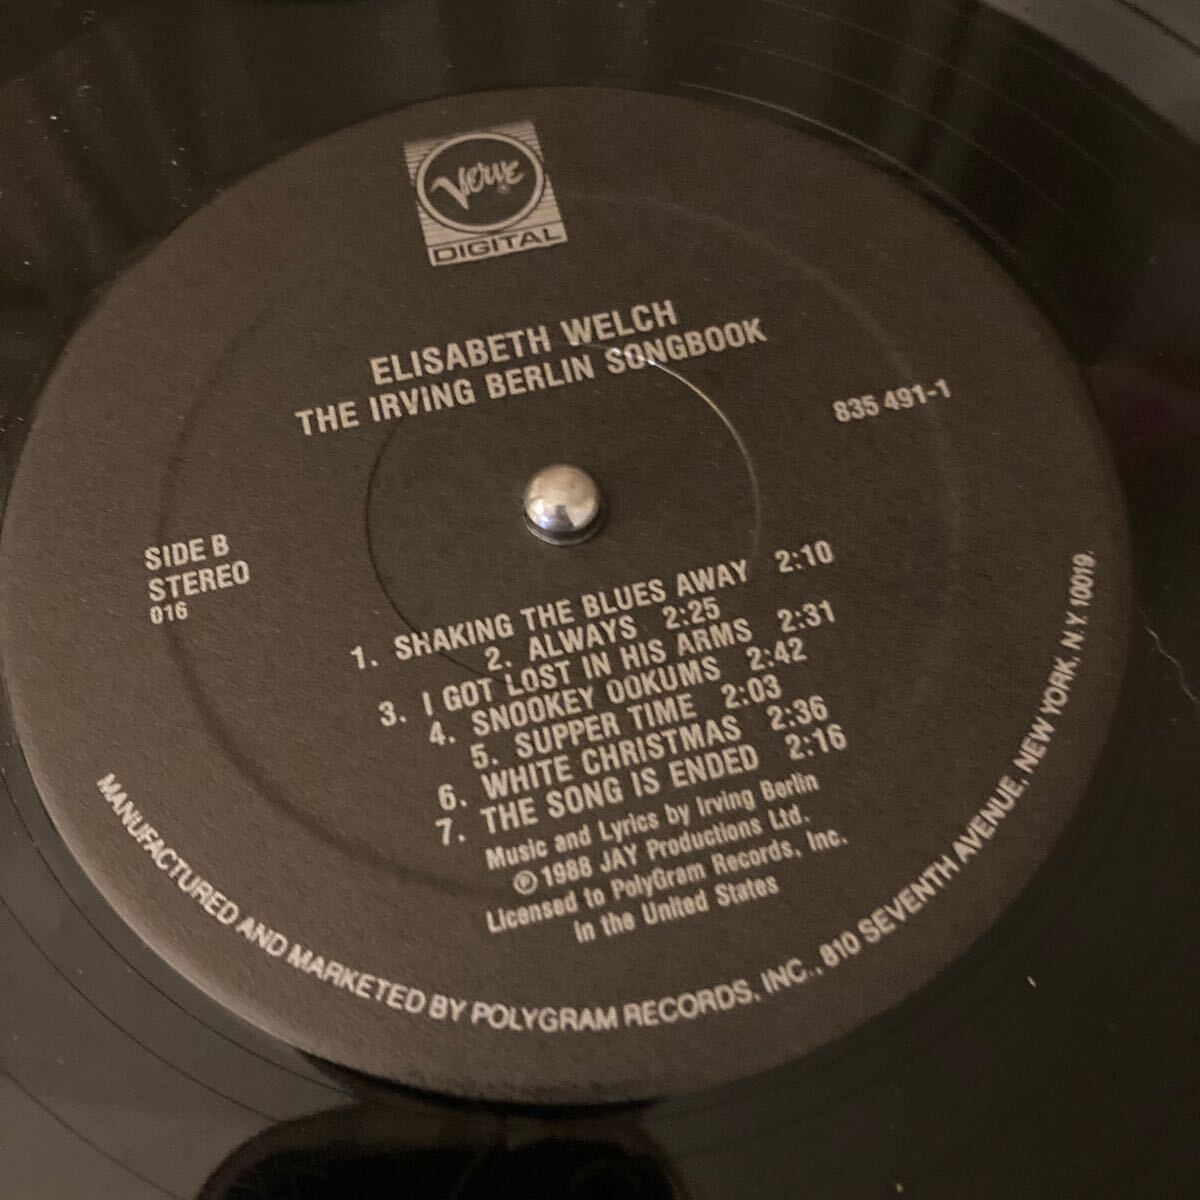 Verve
DIGITAL
ELISABETH WELCH
THE IRVING BERLIN SONGBOOK
835 491-1
SIDE B
STEREO
016
1. SHAKING THE BLUES AWAY 2:10
2. ALWAYS 2:25
3. I GOT LOST IN HIS ARMS 2:31
4. SNOOKEY OOKUMS 2:42
5. SUPPER TIME 2:03
6. WHITE CHRISTMAS 2:36
7. THE SONG IS ENDED 2:16
Music and Lyrics by Irving Berlin
℗ © 1988 JAY Productions Ltd.
Licensed to PolyGram Records, Inc.
in the United States
MANUFACTURED AND MARKETED BY POLYGRAM RECORDS, INC., 810 SEVENTH AVENUE, NEW YORK, N.Y. 10019.